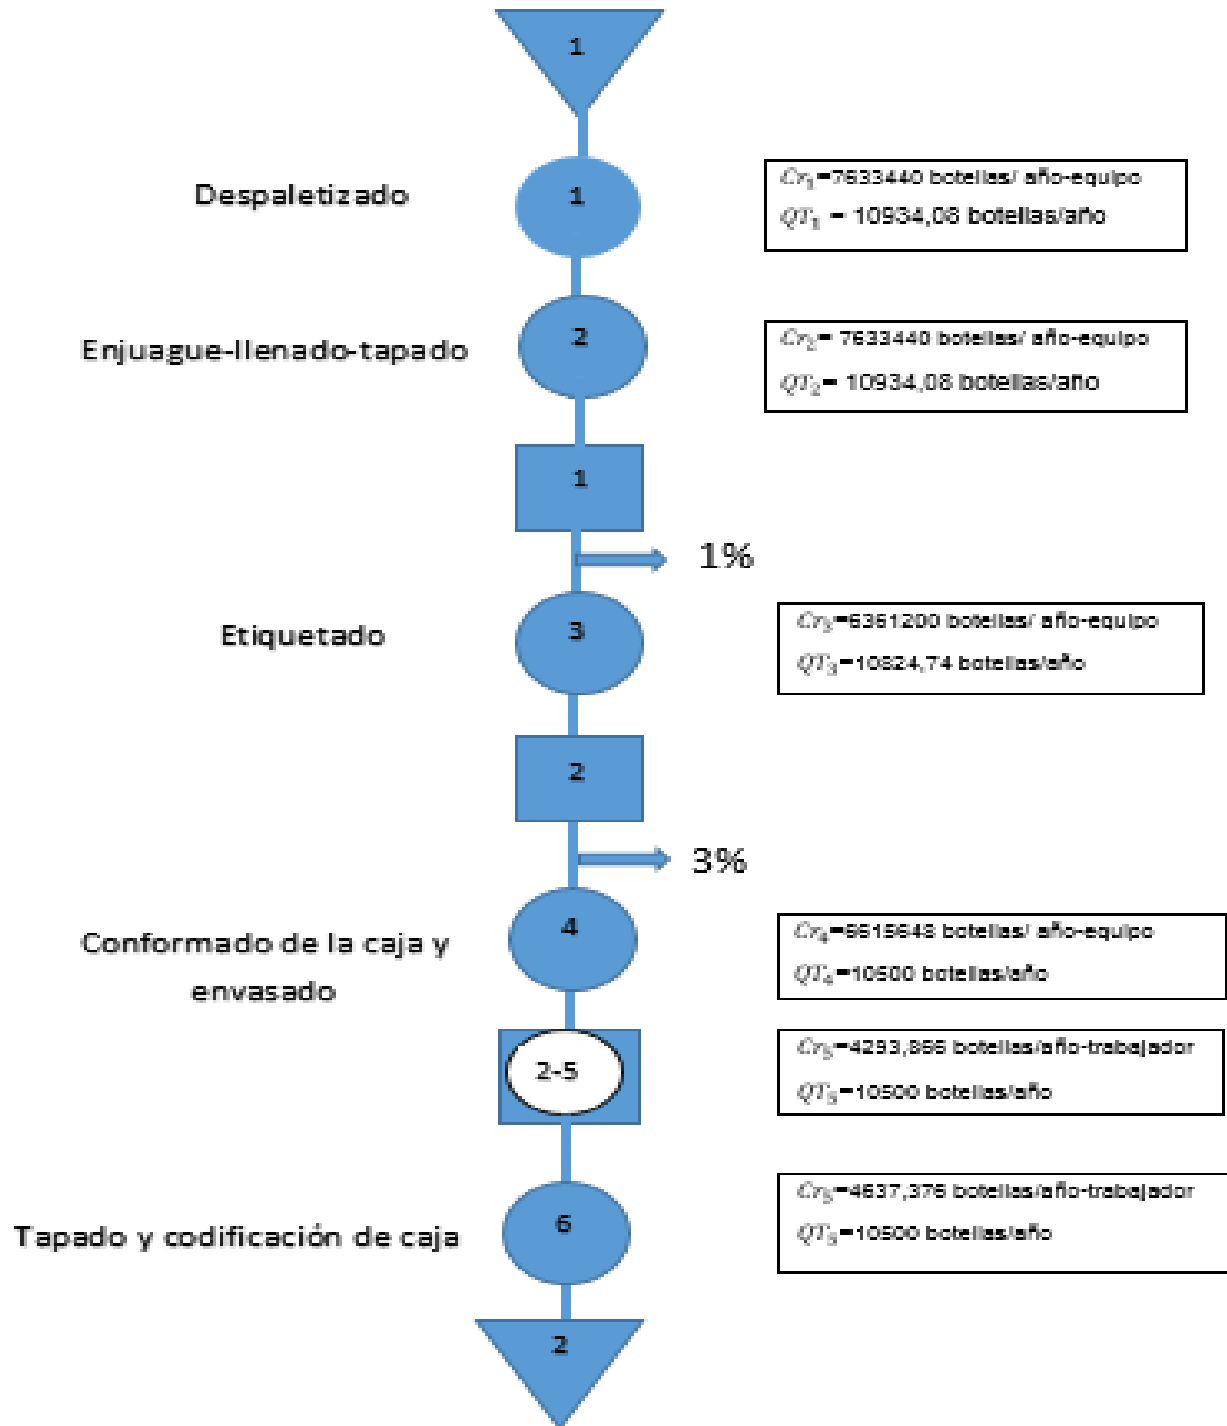 1
Despaletizado
1
Cr₁=7633440 botellas/ año-equipo
QT₁ = 10934,08 botellas/año
Enjuague-llenado-tapado
2
Cr₂= 7633440 botellas/ año-equipo
QT₂= 10934,08 botellas/año
1
1%
Etiquetado
3
Cr₃=6361200 botellas/ año-equipo
QT₃=10824,74 botellas/año
2
3%
Conformado de la caja y
envasado
4
Cr₄=6615648 botellas/ año-equipo
QT₄=10500 botellas/año
2-5
Cr₅=4293,866 botellas/año-trabajador
QT₅=10500 botellas/año
Tapado y codificación de caja
6
Cr₅=4637,376 botellas/año-trabajador
QT₅=10500 botellas/año
2